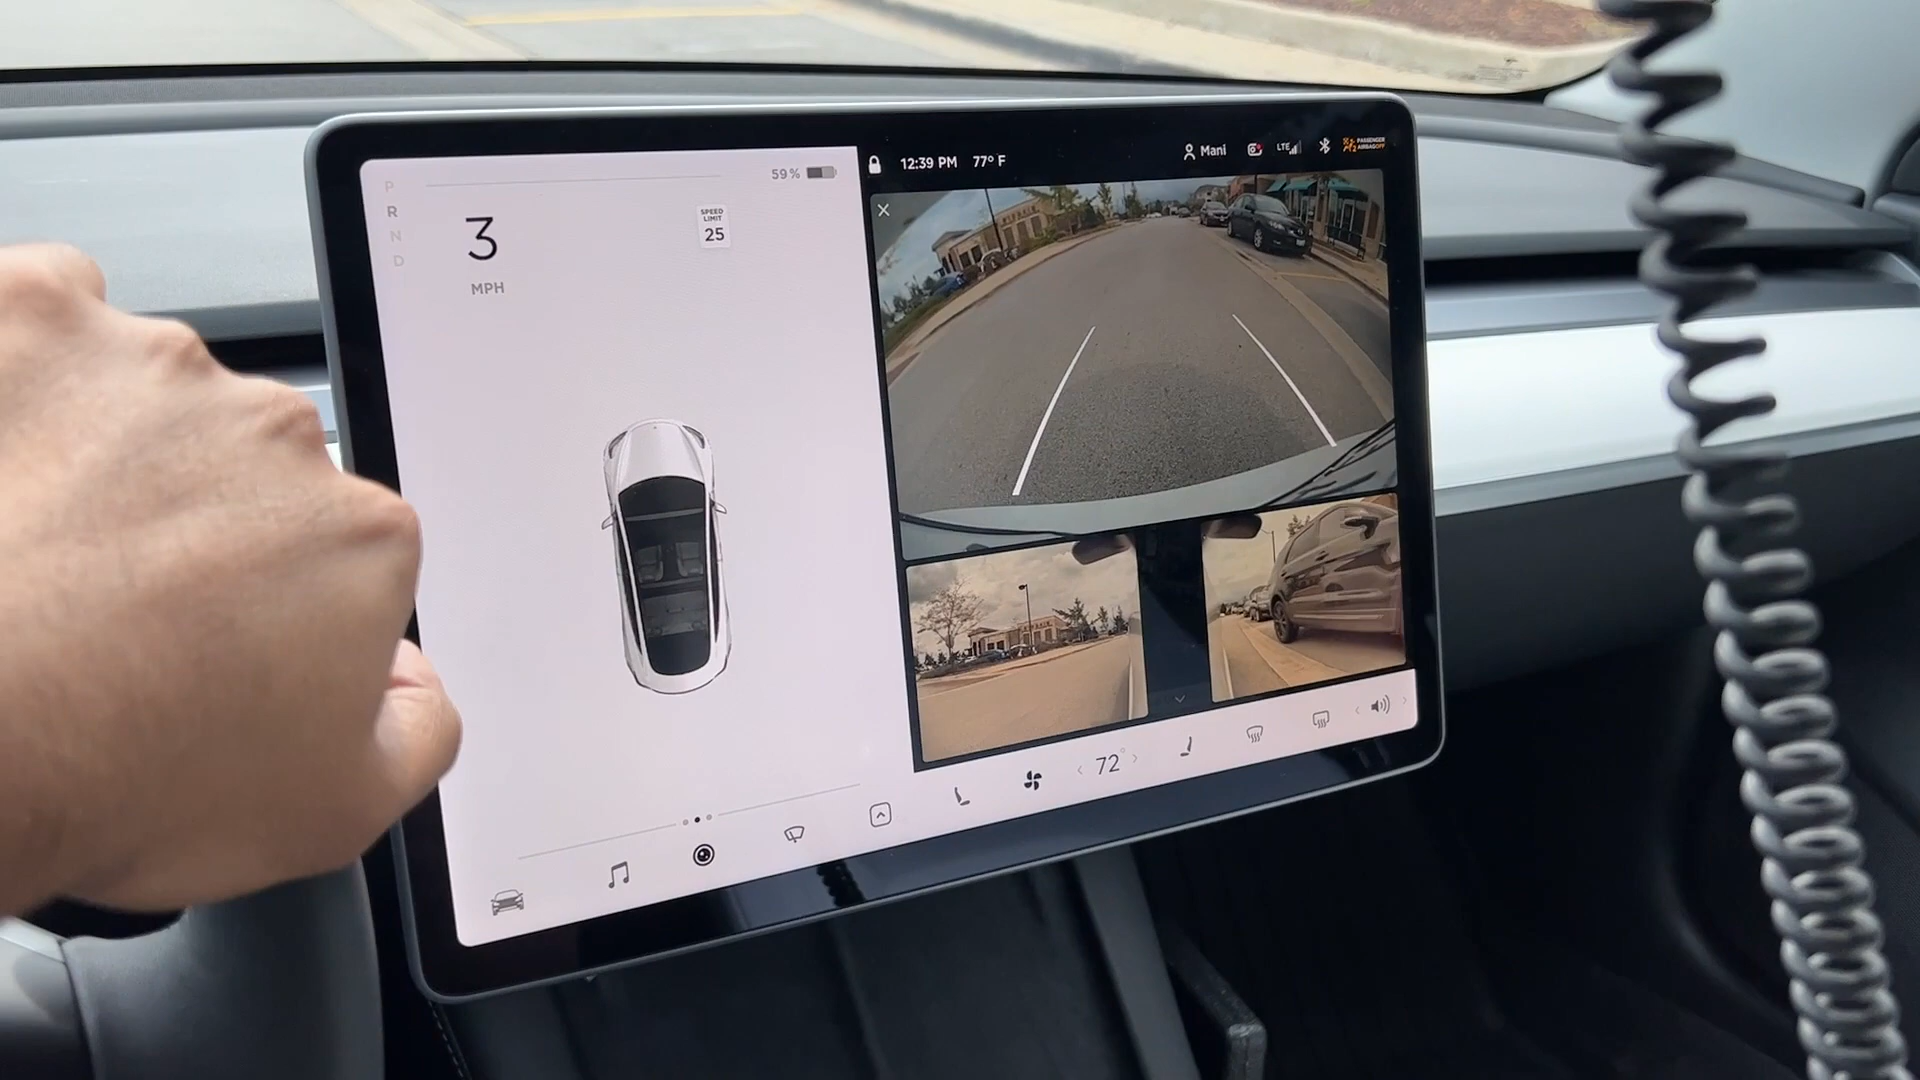 P
R
N
D
59%
3
MPH
SPEED
LIMIT
25
12:39 PM 77° F
Mani
LTE
PASSENGER
AIRBAG OFF
72°